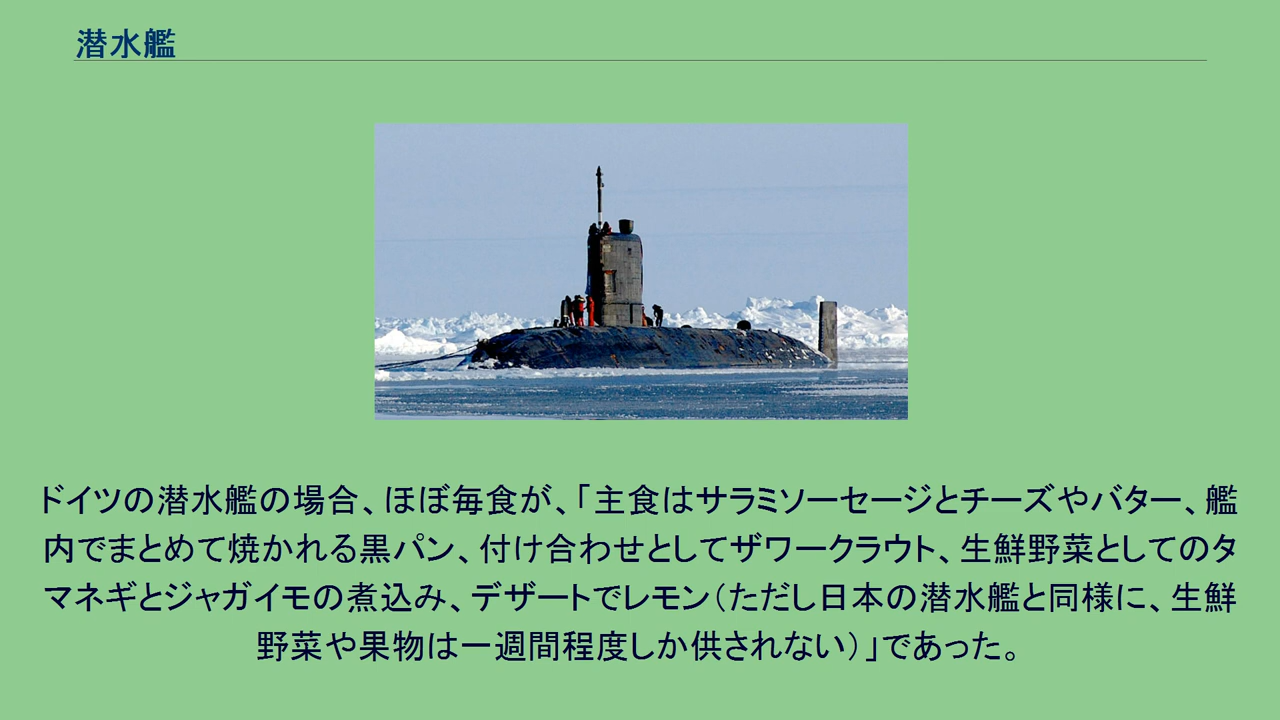 潜水艦
ドイツの潜水艦の場合、ほぼ毎食が、「主食はサラミソーセージとチーズやバター、艦
内でまとめて焼かれる黒パン、付け合わせとしてザワークラウト、生鮮野菜としてのタ
マネギとジャガイモの煮込み、デザートでレモン（ただし日本の潜水艦と同様に、生鮮
野菜や果物は一週間程度しか供されない）」であった。